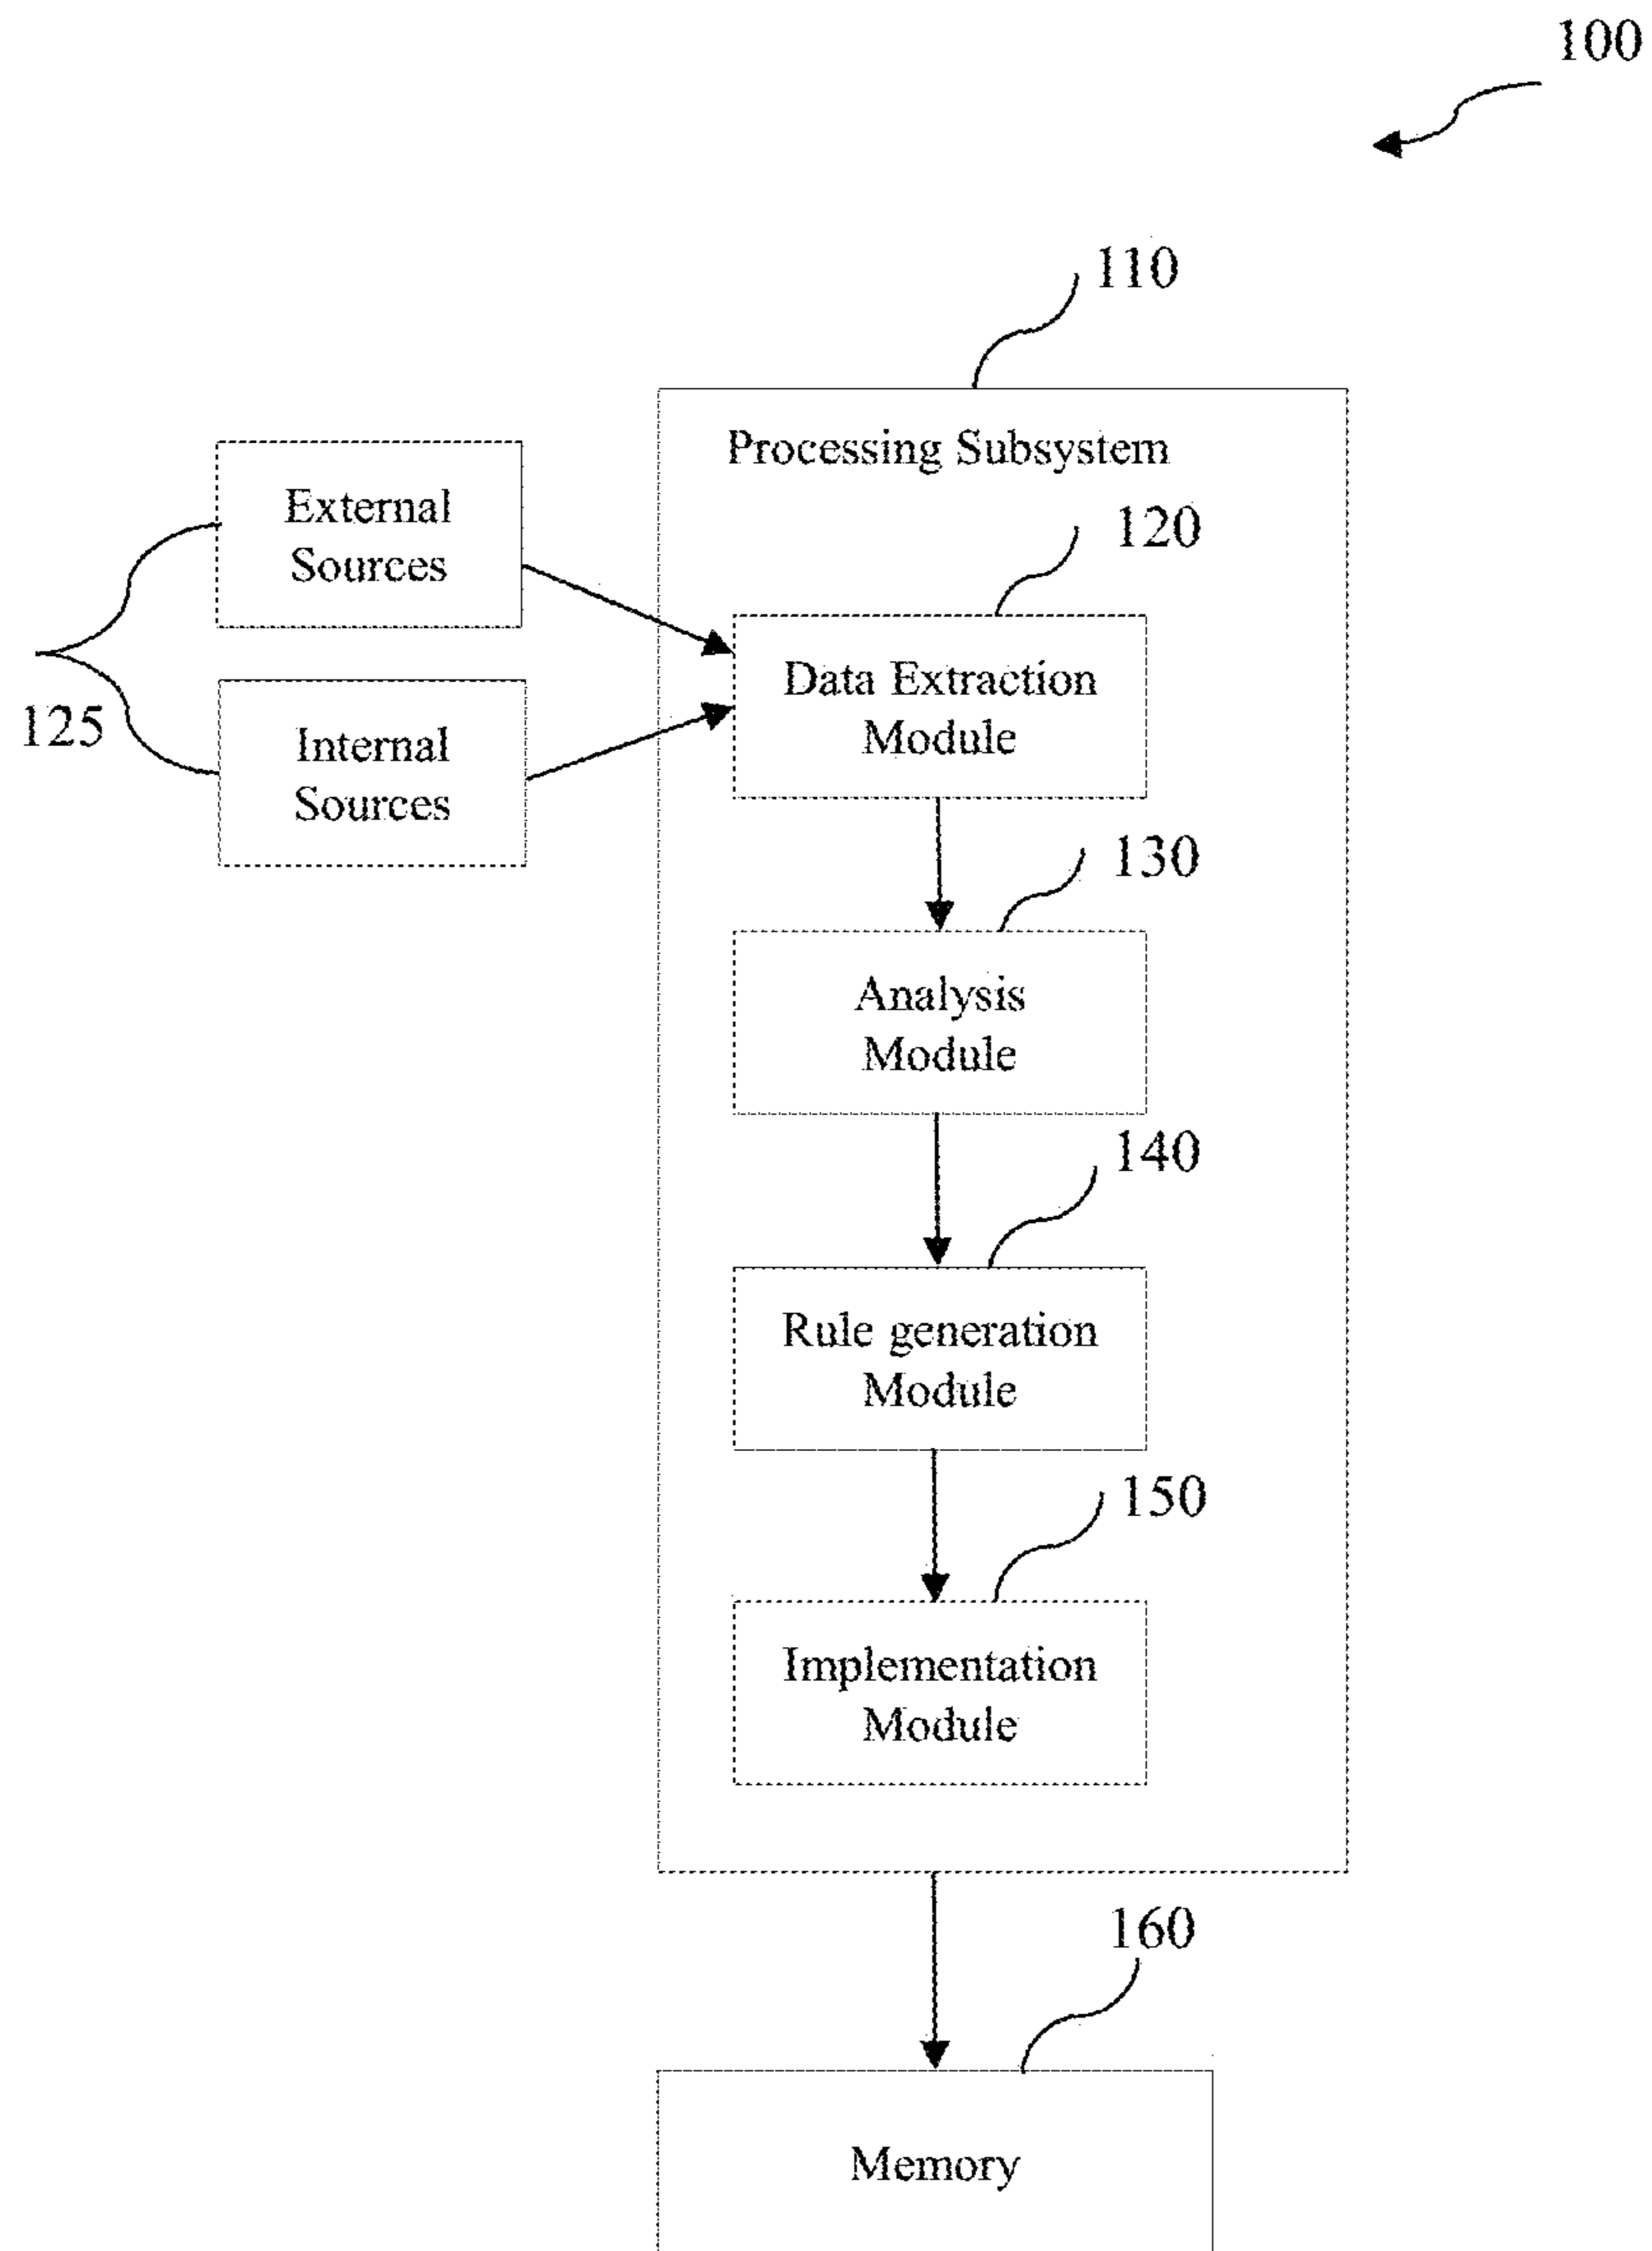 100
110
Processing Subsystem
External
Sources
120
Data Extraction
Module
125
Internal
Sources
130
Analysis
Module
140
Rule generation
Module
150
Implementation
Module
160
Memory